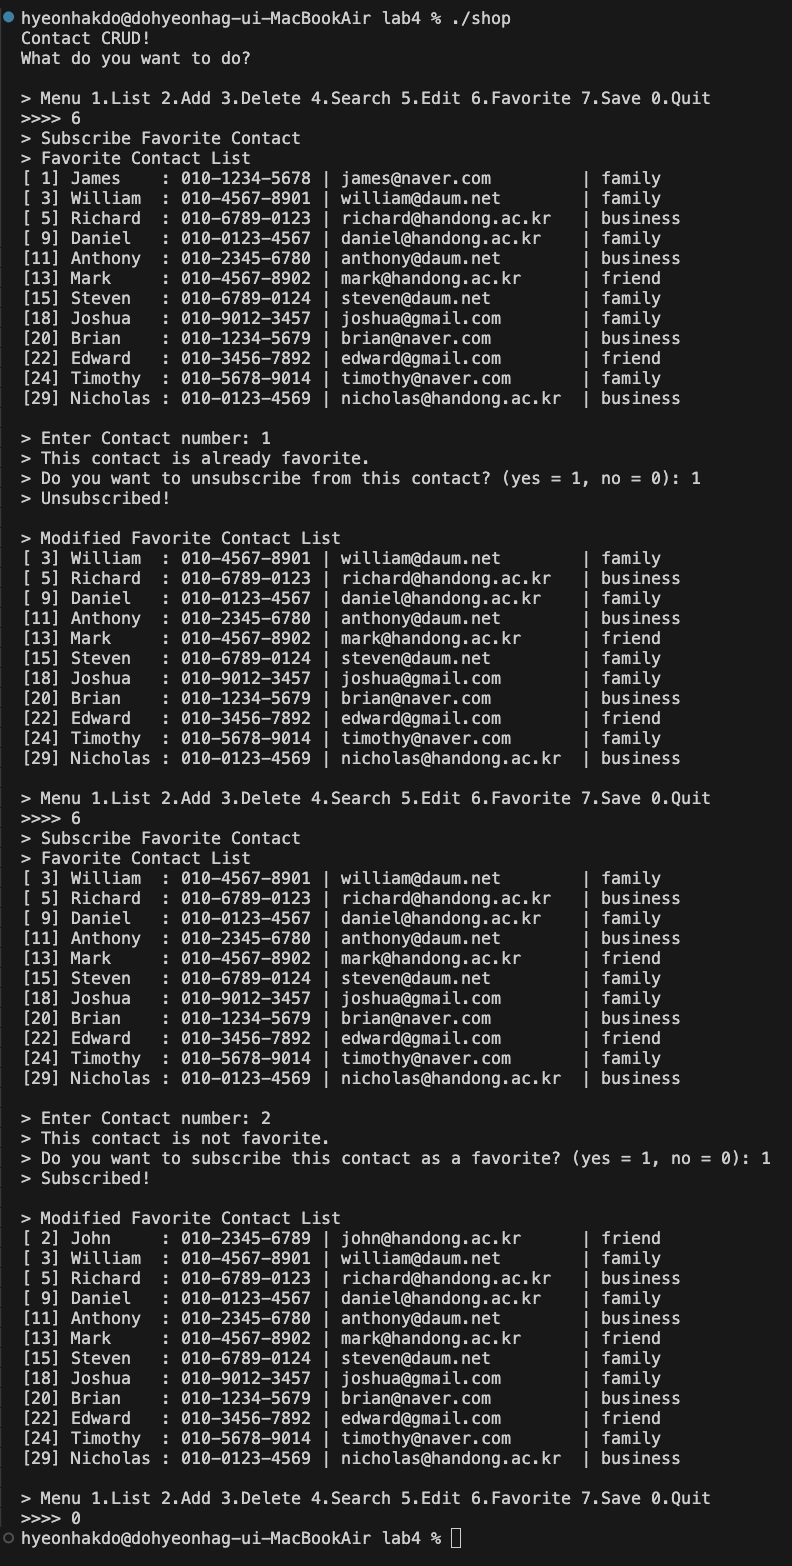 hyeonhakdo@dohyeonhag-ui-MacBookAir lab4 % ./shop
Contact CRUD!
What do you want to do?

> Menu 1.List 2.Add 3.Delete 4.Search 5.Edit 6.Favorite 7.Save 0.Quit
>>>> 6
> Subscribe Favorite Contact
> Favorite Contact List
[ 1] James    : 010-1234-5678 | james@naver.com         | family
[ 3] William  : 010-4567-8901 | william@daum.net        | family
[ 5] Richard  : 010-6789-0123 | richard@handong.ac.kr   | business
[ 9] Daniel   : 010-0123-4567 | daniel@handong.ac.kr    | family
[11] Anthony  : 010-2345-6780 | anthony@daum.net        | business
[13] Mark     : 010-4567-8902 | mark@handong.ac.kr      | friend
[15] Steven   : 010-6789-0124 | steven@daum.net         | family
[18] Joshua   : 010-9012-3457 | joshua@gmail.com        | family
[20] Brian    : 010-1234-5679 | brian@naver.com         | business
[22] Edward   : 010-3456-7892 | edward@gmail.com        | friend
[24] Timothy  : 010-5678-9014 | timothy@naver.com       | family
[29] Nicholas : 010-0123-4569 | nicholas@handong.ac.kr  | business

> Enter Contact number: 1
> This contact is already favorite.
> Do you want to unsubscribe from this contact? (yes = 1, no = 0): 1
> Unsubscribed!

> Modified Favorite Contact List
[ 3] William  : 010-4567-8901 | william@daum.net        | family
[ 5] Richard  : 010-6789-0123 | richard@handong.ac.kr   | business
[ 9] Daniel   : 010-0123-4567 | daniel@handong.ac.kr    | family
[11] Anthony  : 010-2345-6780 | anthony@daum.net        | business
[13] Mark     : 010-4567-8902 | mark@handong.ac.kr      | friend
[15] Steven   : 010-6789-0124 | steven@daum.net         | family
[18] Joshua   : 010-9012-3457 | joshua@gmail.com        | family
[20] Brian    : 010-1234-5679 | brian@naver.com         | business
[22] Edward   : 010-3456-7892 | edward@gmail.com        | friend
[24] Timothy  : 010-5678-9014 | timothy@naver.com       | family
[29] Nicholas : 010-0123-4569 | nicholas@handong.ac.kr  | business

> Menu 1.List 2.Add 3.Delete 4.Search 5.Edit 6.Favorite 7.Save 0.Quit
>>>> 6
> Subscribe Favorite Contact
> Favorite Contact List
[ 3] William  : 010-4567-8901 | william@daum.net        | family
[ 5] Richard  : 010-6789-0123 | richard@handong.ac.kr   | business
[ 9] Daniel   : 010-0123-4567 | daniel@handong.ac.kr    | family
[11] Anthony  : 010-2345-6780 | anthony@daum.net        | business
[13] Mark     : 010-4567-8902 | mark@handong.ac.kr      | friend
[15] Steven   : 010-6789-0124 | steven@daum.net         | family
[18] Joshua   : 010-9012-3457 | joshua@gmail.com        | family
[20] Brian    : 010-1234-5679 | brian@naver.com         | business
[22] Edward   : 010-3456-7892 | edward@gmail.com        | friend
[24] Timothy  : 010-5678-9014 | timothy@naver.com       | family
[29] Nicholas : 010-0123-4569 | nicholas@handong.ac.kr  | business

> Enter Contact number: 2
> This contact is not favorite.
> Do you want to subscribe this contact as a favorite? (yes = 1, no = 0): 1
> Subscribed!

> Modified Favorite Contact List
[ 2] John     : 010-2345-6789 | john@handong.ac.kr      | friend
[ 3] William  : 010-4567-8901 | william@daum.net        | family
[ 5] Richard  : 010-6789-0123 | richard@handong.ac.kr   | business
[ 9] Daniel   : 010-0123-4567 | daniel@handong.ac.kr    | family
[11] Anthony  : 010-2345-6780 | anthony@daum.net        | business
[13] Mark     : 010-4567-8902 | mark@handong.ac.kr      | friend
[15] Steven   : 010-6789-0124 | steven@daum.net         | family
[18] Joshua   : 010-9012-3457 | joshua@gmail.com        | family
[20] Brian    : 010-1234-5679 | brian@naver.com         | business
[22] Edward   : 010-3456-7892 | edward@gmail.com        | friend
[24] Timothy  : 010-5678-9014 | timothy@naver.com       | family
[29] Nicholas : 010-0123-4569 | nicholas@handong.ac.kr  | business

> Menu 1.List 2.Add 3.Delete 4.Search 5.Edit 6.Favorite 7.Save 0.Quit
>>>> 0
hyeonhakdo@dohyeonhag-ui-MacBookAir lab4 %